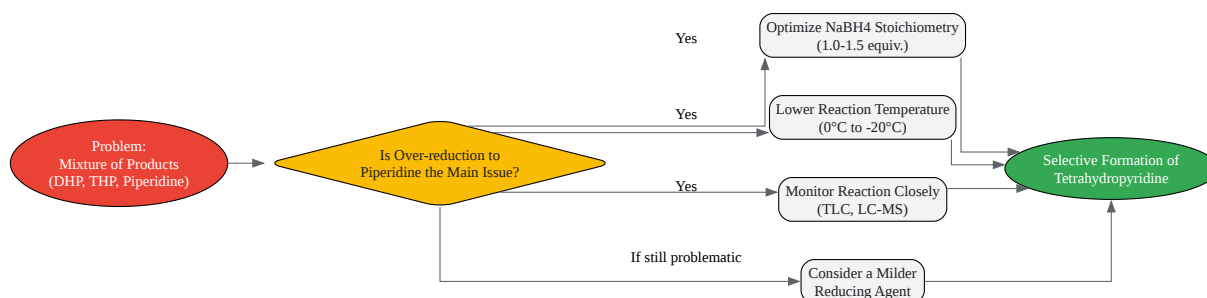 Problem:
Mixture of Products
(DHP, THP, Piperidine)
Is Over-reduction to
Piperidine the Main Issue?
Yes
Optimize NaBH4 Stoichiometry
(1.0-1.5 equiv.)
Yes
Lower Reaction Temperature
(0°C to -20°C)
Yes
Monitor Reaction Closely
(TLC, LC-MS)
If still problematic
Consider a Milder
Reducing Agent
Selective Formation of
Tetrahydropyridine